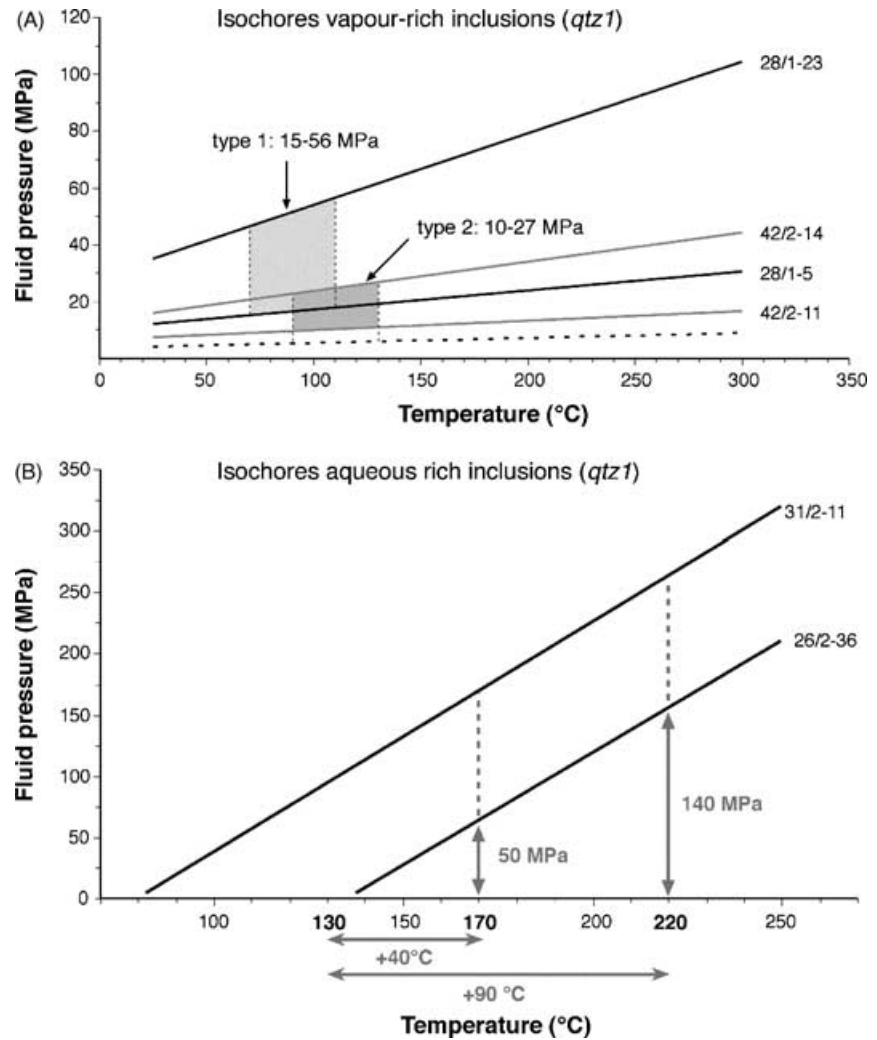 (A)
Isochores vapour-rich inclusions (qtz1)
120
100
80
60
40
20
Fluid pressure (MPa)
28/1-23
type 1: 15-56 MPa
type 2: 10-27 MPa
42/2-14
28/1-5
42/2-11
0 50 100 150 200 250 300 350
Temperature (°C)
(B)
Isochores aqueous rich inclusions (qtz1)
350
300
250
200
150
100
50
0
Fluid pressure (MPa)
31/2-11
26/2-36
140 MPa
50 MPa
100 130 150 170 200 220 250
+40°C
+90 °C
Temperature (°C)